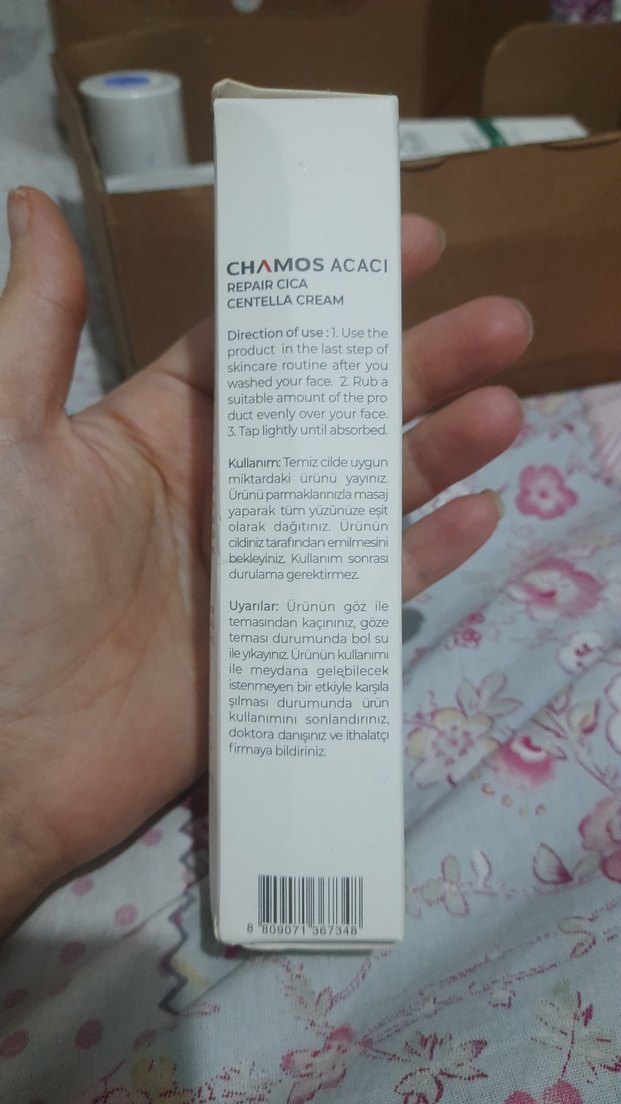 CHAMOS ACACI
REPAIR CICA
CENTELLA CREAM
Direction of use : 1. Use the
product in the last step of
skincare routine after you
washed your face. 2. Rub a
suitable amount of the pro
duct evenly over your face.
3. Tap lightly until absorbed.
Kullanım: Temiz cilde uygun
miktardaki ürünü yayınız.
Ürünü parmaklarınızla masaj
yaparak tüm yüzünüze eşit
olarak dağıtınız. Ürünün
cildiniz tarafından emilmesini
bekleyiniz. Kullanım sonrası
durulama gerektirmez.
Uyarılar: Ürünün göz ile
temasından kaçınınız, göze
teması durumunda bol su
ile yıkayınız. Ürünün kullanımı
ile meydana gelebilecek
istenmeyen bir etkiyle karşıla
şılması durumunda ürün
kullanımını sonlandırınız,
doktora danışınız ve ithalatçı
firmaya bildiriniz.
8 809071 367348